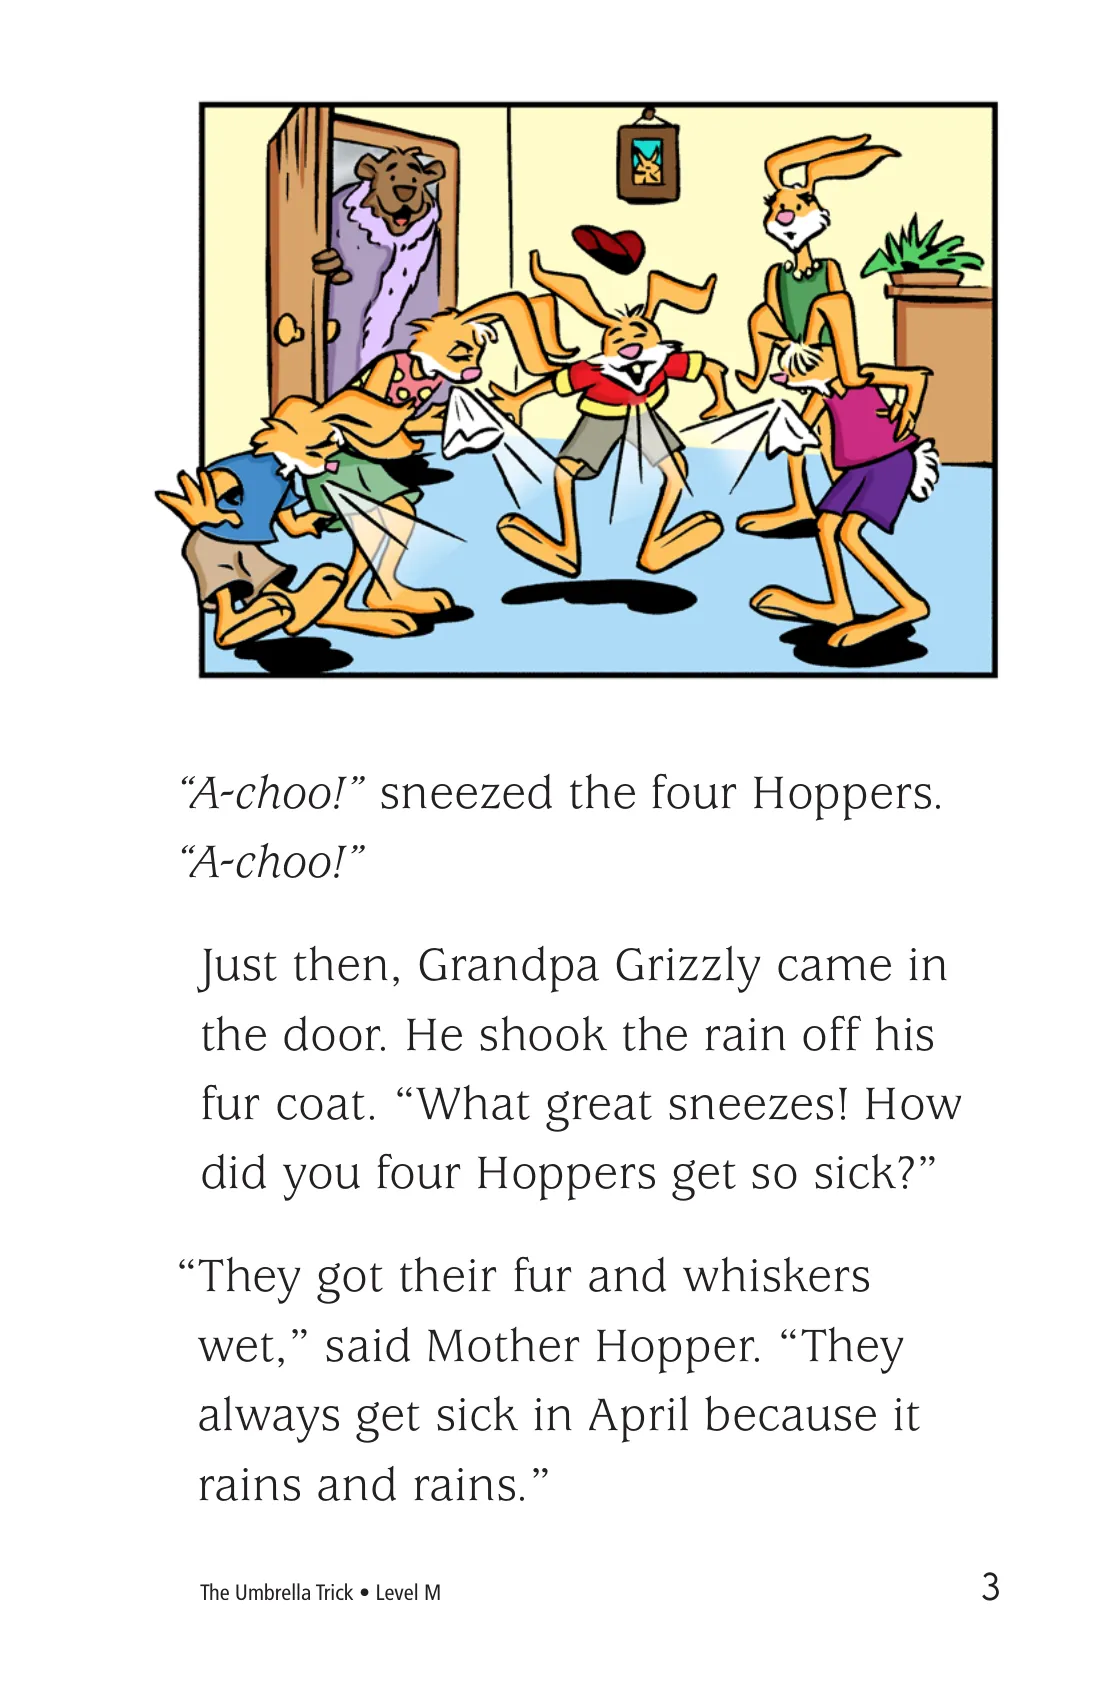 “A-choo!” sneezed the four Hoppers.
“A-choo!”
Just then, Grandpa Grizzly came in
the door. He shook the rain off his
fur coat. “What great sneezes! How
did you four Hoppers get so sick?”
“They got their fur and whiskers
wet,” said Mother Hopper. “They
always get sick in April because it
rains and rains.”
The Umbrella Trick • Level M
3